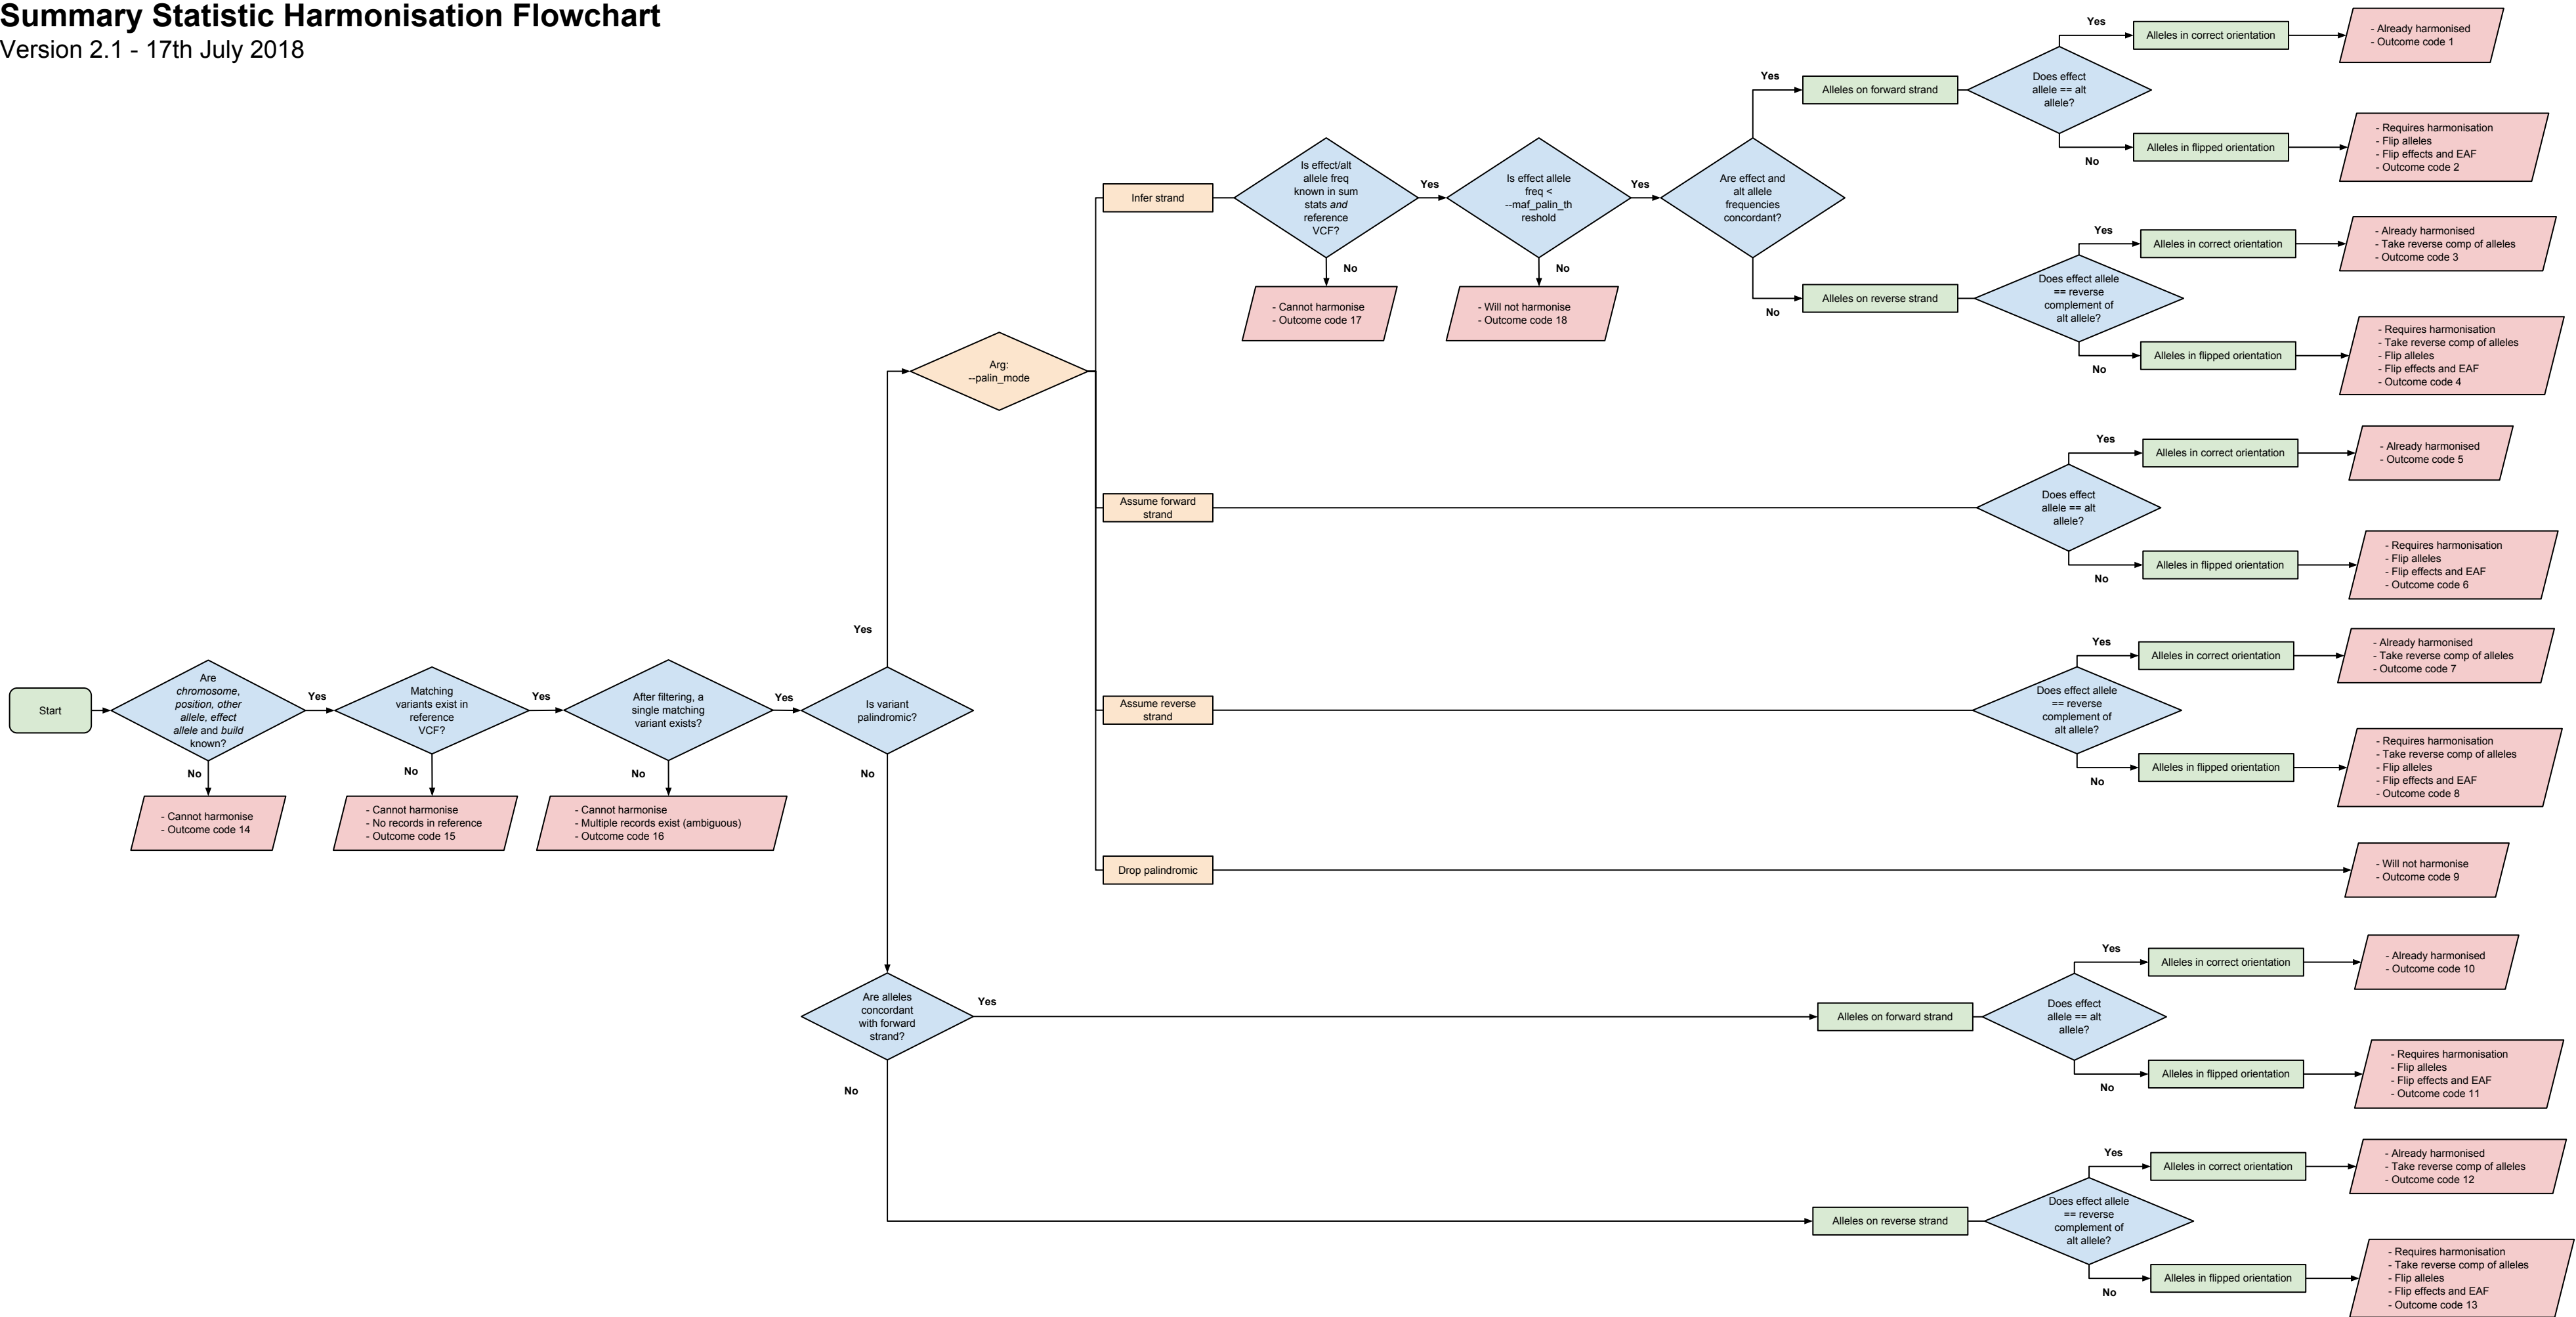 Summary Statistic Harmonisation Flowchart
Version 2.1 - 17th July 2018
Start
Are
chromosome,
position, other
allele, effect
allele and build
known?
Yes
No
- Cannot harmonise
- Outcome code 14
Matching
variants exist in
reference
VCF?
Yes
No
- Cannot harmonise
- No records in reference
- Outcome code 15
After filtering, a
single matching
variant exists?
Yes
No
- Cannot harmonise
- Multiple records exist (ambiguous)
- Outcome code 16
Is variant
palindromic?
Yes
No
Arg:
--palin_mode
Infer strand
Is effect/alt
allele freq
known in sum
stats and
reference
VCF?
Yes
No
- Cannot harmonise
- Outcome code 17
Is effect allele
freq <
--maf_palin_th
reshold
Yes
No
- Will not harmonise
- Outcome code 18
Are effect and
alt allele
frequencies
concordant?
Yes
Alleles on forward strand
Does effect
allele == alt
allele?
Yes
Alleles in correct orientation
- Already harmonised
- Outcome code 1
No
Alleles in flipped orientation
- Requires harmonisation
- Flip alleles
- Flip effects and EAF
- Outcome code 2
No
Alleles on reverse strand
Does effect allele
== reverse
complement of
alt allele?
Yes
Alleles in correct orientation
- Already harmonised
- Take reverse comp of alleles
- Outcome code 3
No
Alleles in flipped orientation
- Requires harmonisation
- Take reverse comp of alleles
- Flip alleles
- Flip effects and EAF
- Outcome code 4
Assume forward
strand
Does effect
allele == alt
allele?
Yes
Alleles in correct orientation
- Already harmonised
- Outcome code 5
No
Alleles in flipped orientation
- Requires harmonisation
- Flip alleles
- Flip effects and EAF
- Outcome code 6
Assume reverse
strand
Does effect allele
== reverse
complement of
alt allele?
Yes
Alleles in correct orientation
- Already harmonised
- Take reverse comp of alleles
- Outcome code 7
No
Alleles in flipped orientation
- Requires harmonisation
- Take reverse comp of alleles
- Flip alleles
- Flip effects and EAF
- Outcome code 8
Drop palindromic
- Will not harmonise
- Outcome code 9
Are alleles
concordant
with forward
strand?
Yes
Alleles on forward strand
Does effect
allele == alt
allele?
Yes
Alleles in correct orientation
- Already harmonised
- Outcome code 10
No
Alleles in flipped orientation
- Requires harmonisation
- Flip alleles
- Flip effects and EAF
- Outcome code 11
No
Alleles on reverse strand
Does effect allele
== reverse
complement of
alt allele?
Yes
Alleles in correct orientation
- Already harmonised
- Take reverse comp of alleles
- Outcome code 12
No
Alleles in flipped orientation
- Requires harmonisation
- Take reverse comp of alleles
- Flip alleles
- Flip effects and EAF
- Outcome code 13